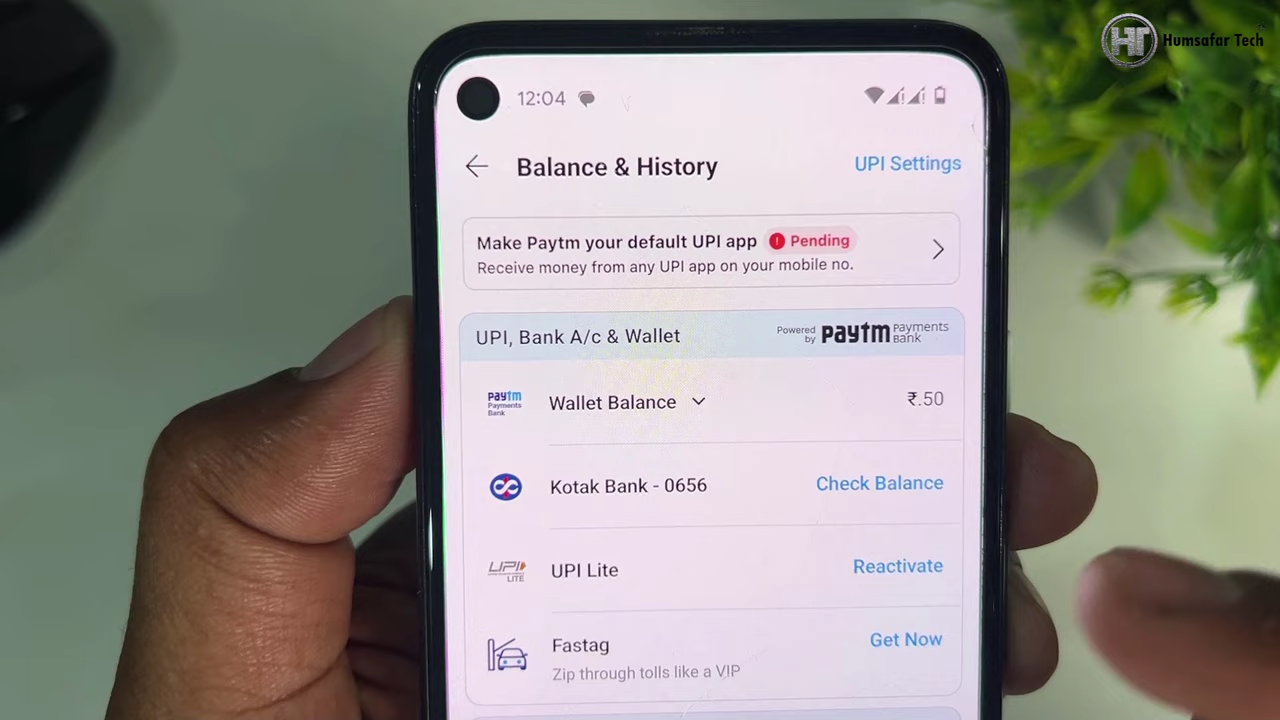 HT Humsafar Tech
12:04
Balance & History
UPI Settings
Make Paytm your default UPI app ! Pending
Receive money from any UPI app on your mobile no.
UPI, Bank A/c & Wallet
Powered by paytm Payments Bank
paytm Payments Bank
Wallet Balance
₹.50
Kotak Bank - 0656
Check Balance
UPI LITE
UPI Lite
Reactivate
Fastag
Get Now
Zip through tolls like a VIP